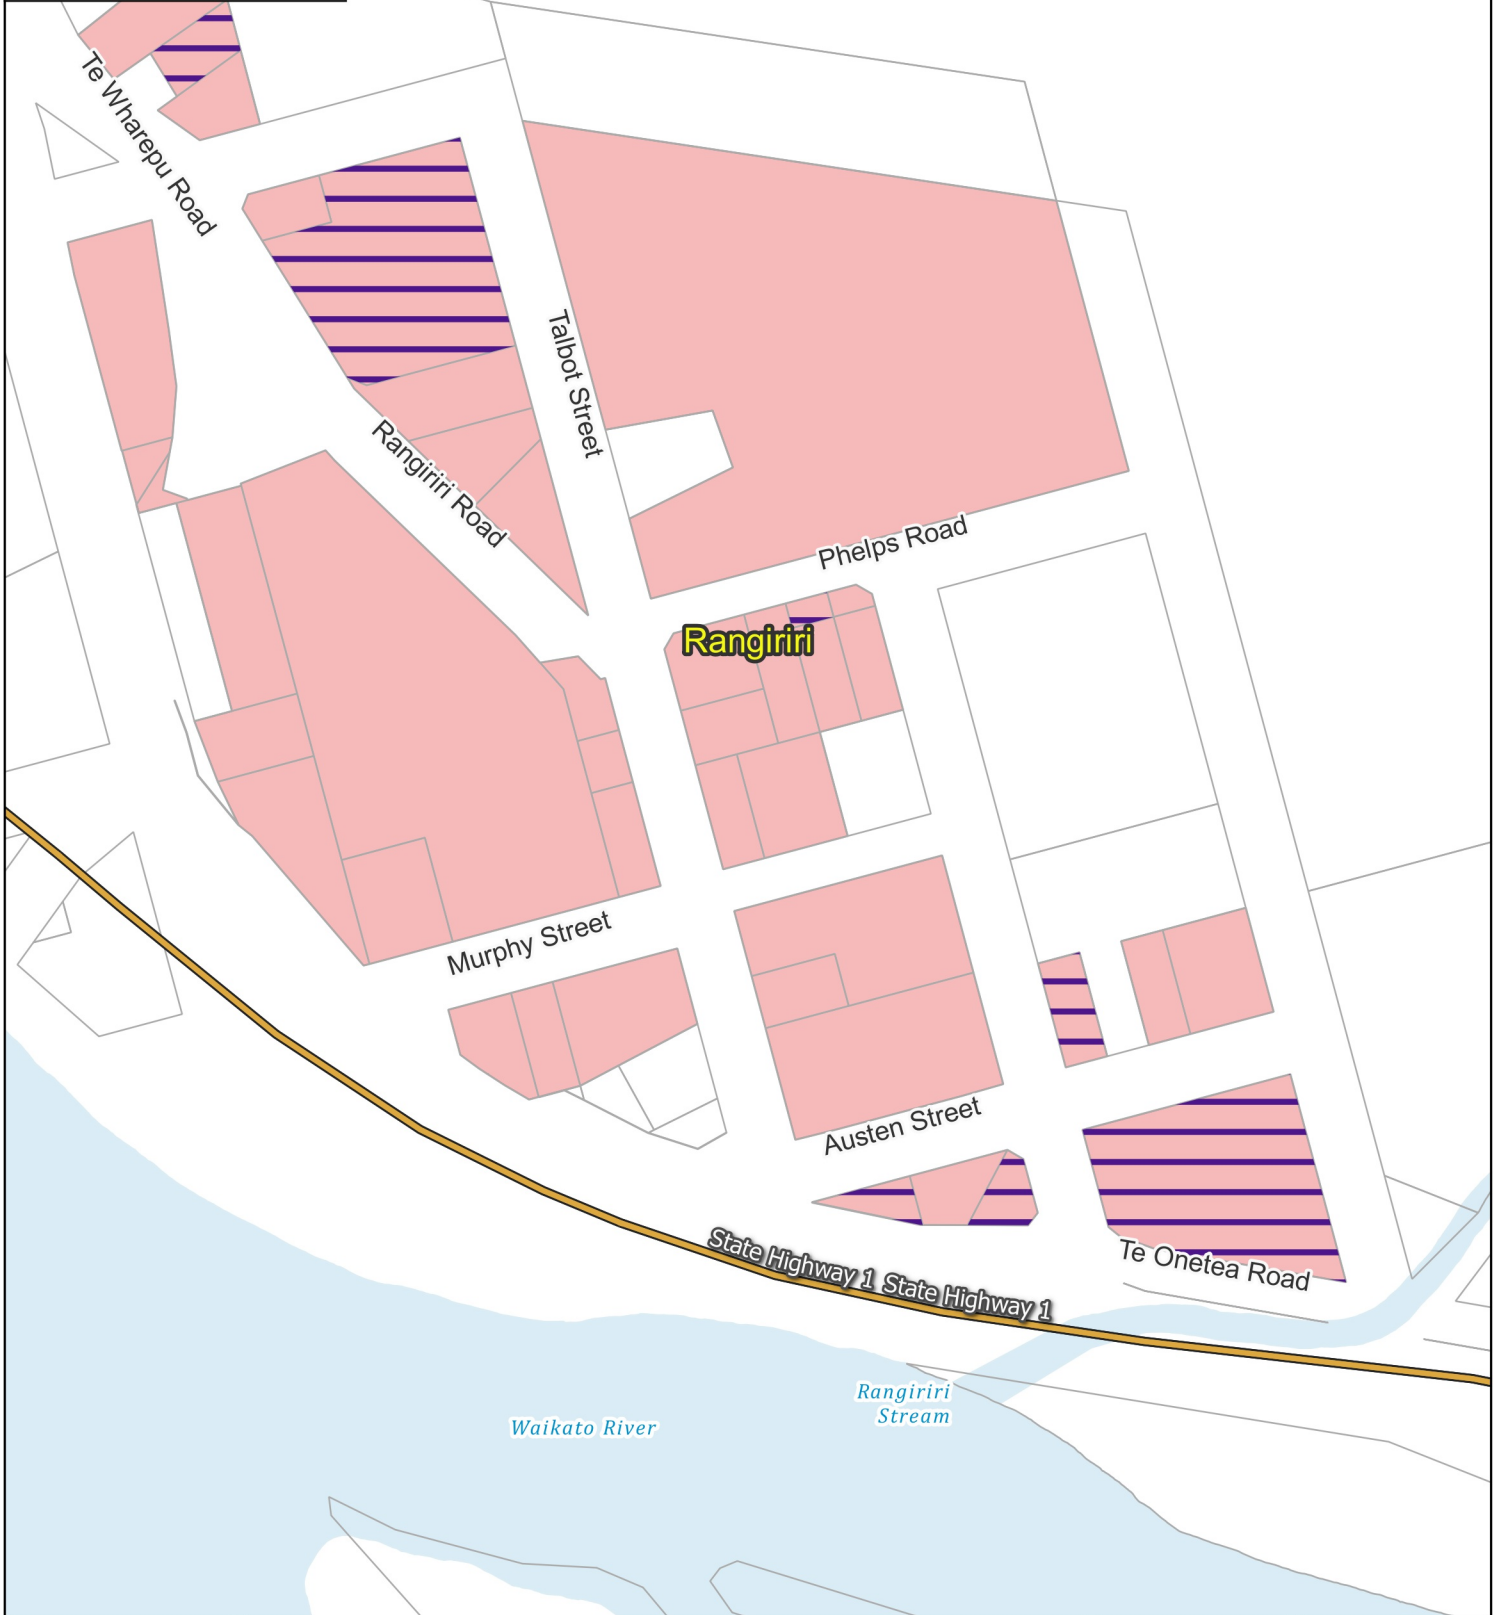 Te Wharepu Road
Talbot Street
Rangiriri Road
Phelps Road
Rangiriri
Murphy Street
Austen Street
State Highway 1 State Highway 1
Te Onetea Road
Rangiriri
Stream
Waikato River